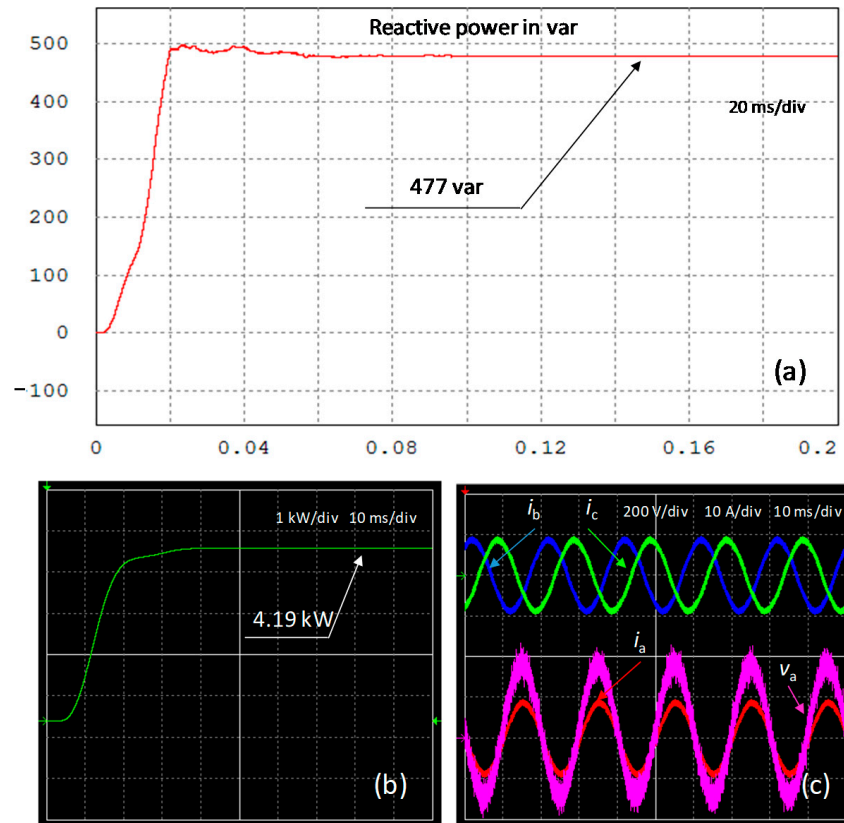 Reactive power in var
500
400
300
200
100
0
−100
20 ms/div
477 var
(a)
0 0.04 0.08 0.12 0.16 0.2
1 kW/div 10 ms/div
4.19 kW
(b)
ib ic 200 V/div 10 A/div 10 ms/div
ia
va
(c)